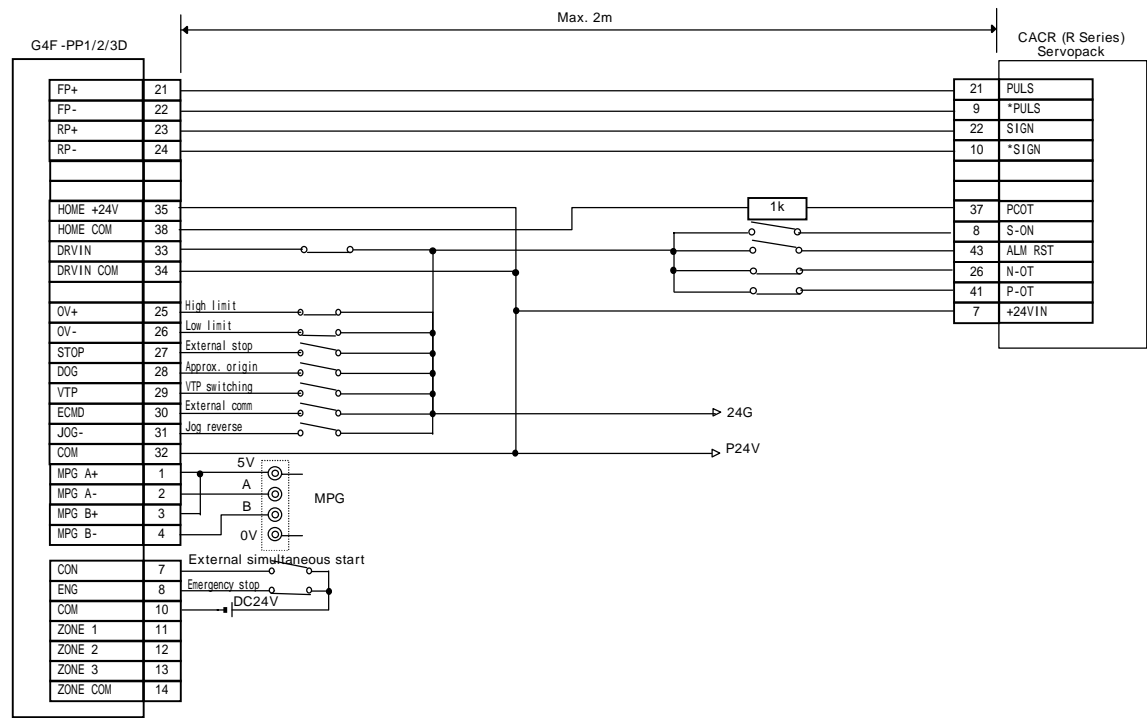 Max. 2m
G4F -PP1/2/3D
CACR (R Series)
Servopack
FP+ 21 21 PULS
FP- 22 9 *PULS
RP+ 23 22 SIGN
RP- 24 10 *SIGN
HOME +24V 35 1k 37 PCOT
HOME COM 38 8 S-ON
DRVIN 33 43 ALM RST
DRVIN COM 34 26 N-OT
41 P-OT
OV+ 25 High limit 7 +24VIN
OV- 26 Low limit
STOP 27 External stop
DOG 28 Approx. origin
VTP 29 VTP switching
ECMD 30 External comm 24G
JOG- 31 Jog reverse
COM 32 P24V
MPG A+ 1 5V
MPG A- 2 A MPG
MPG B+ 3 B
MPG B- 4 0V
External simultaneous start
CON 7
ENG 8 Emergency stop
COM 10 DC24V
ZONE 1 11
ZONE 2 12
ZONE 3 13
ZONE COM 14